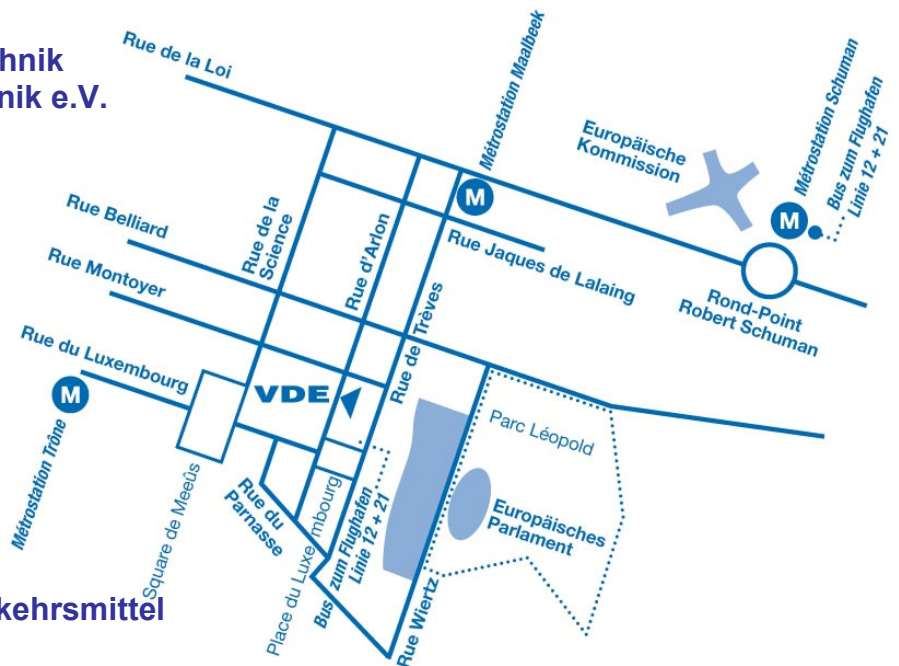 hnik
nik e.V.
Rue de la Loi
Métrostation Maalbeek
Métrostation Schuman
Bus zum Flughafen
Linie 12 + 21
Europäische
Kommission
M
M
Rue de la
Science
Rue d'Arlon
Rue Belliard
Rue Jaques de Lalaing
Rue Montoyer
Rond-Point
Robert Schuman
Rue de Trèves
Rue du Luxembourg
M
VDE
Parc Léopold
Métrostation Trône
Square de Meeûs
Rue du
Parnasse
Place du Luxembourg
Bus zum Flughafen
Linie 12 + 21
Europäisches
Parlament
Rue Wiertz
kehrsmittel